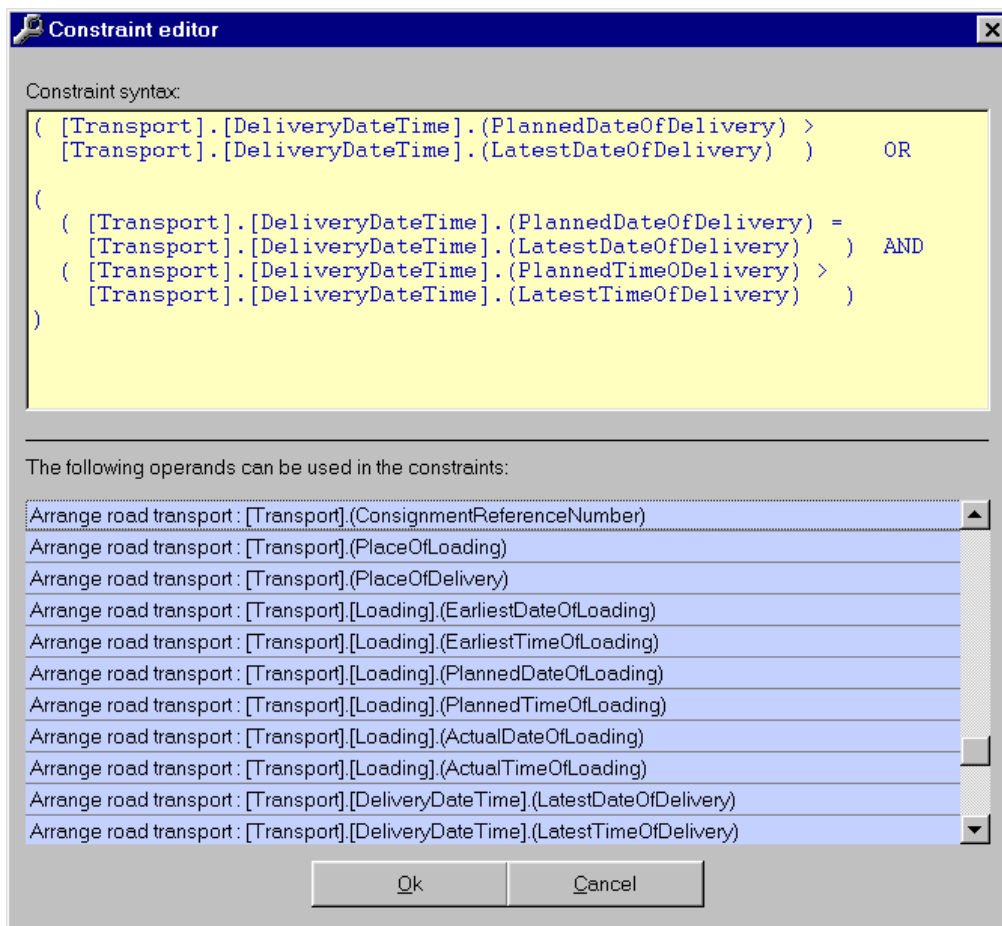 Constraint editor
Constraint syntax:
( [Transport].[DeliveryDateTime].(PlannedDateOfDelivery) >
[Transport].[DeliveryDateTime].(LatestDateOfDelivery) ) OR
(
( [Transport].[DeliveryDateTime].(PlannedDateOfDelivery) =
[Transport].[DeliveryDateTime].(LatestDateOfDelivery) ) AND
( [Transport].[DeliveryDateTime].(PlannedTimeODelivery) >
[Transport].[DeliveryDateTime].(LatestTimeOfDelivery) )
)
The following operands can be used in the constraints:
Arrange road transport : [Transport].(ConsignmentReferenceNumber)
Arrange road transport : [Transport].(PlaceOfLoading)
Arrange road transport : [Transport].(PlaceOfDelivery)
Arrange road transport : [Transport].[Loading].(EarliestDateOfLoading)
Arrange road transport : [Transport].[Loading].(EarliestTimeOfLoading)
Arrange road transport : [Transport].[Loading].(PlannedDateOfLoading)
Arrange road transport : [Transport].[Loading].(PlannedTimeOfLoading)
Arrange road transport : [Transport].[Loading].(ActualDateOfLoading)
Arrange road transport : [Transport].[Loading].(ActualTimeOfLoading)
Arrange road transport : [Transport].[DeliveryDateTime].(LatestDateOfDelivery)
Arrange road transport : [Transport].[DeliveryDateTime].(LatestTimeOfDelivery)
Ok Cancel